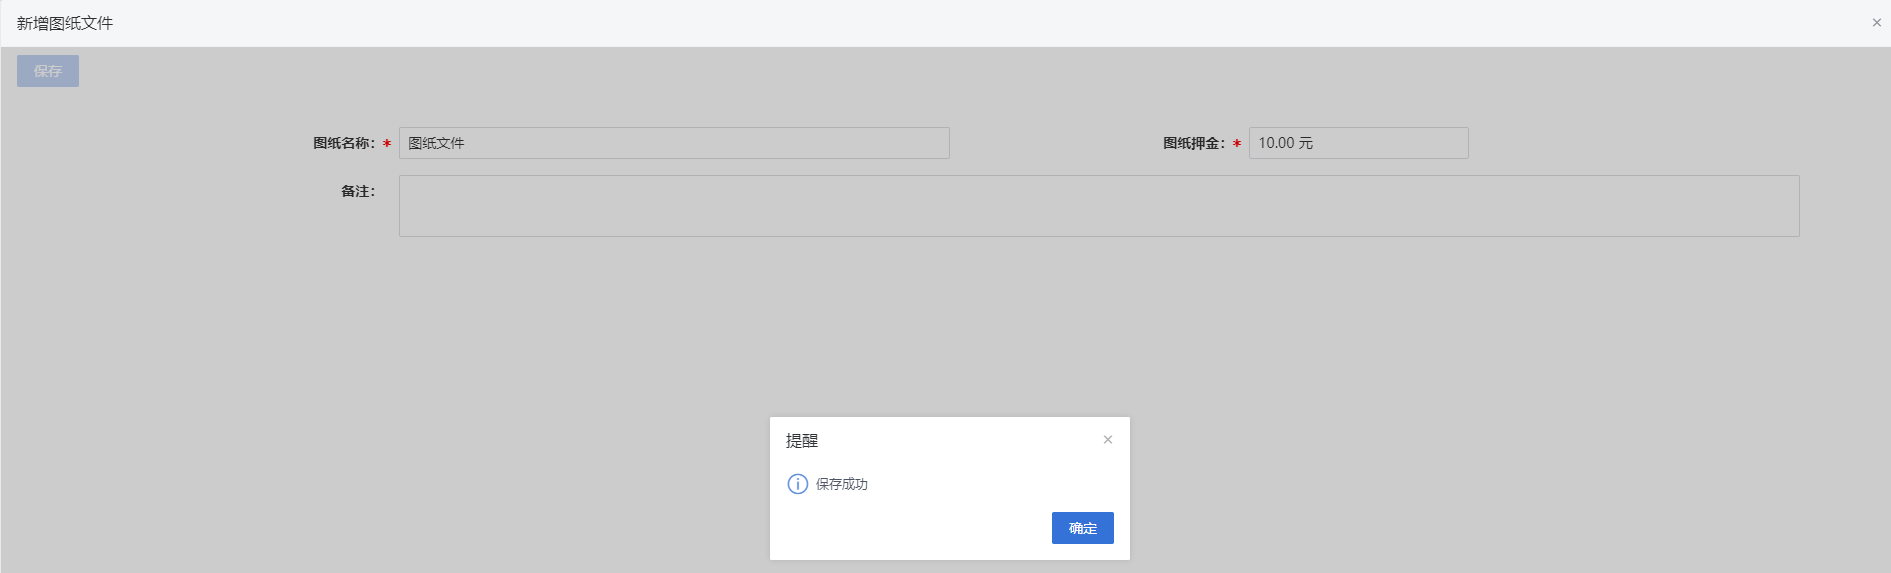 新增图纸文件
保存
图纸名称：* 图纸文件 图纸押金：* 10.00 元
备注：
提醒
保存成功
确定